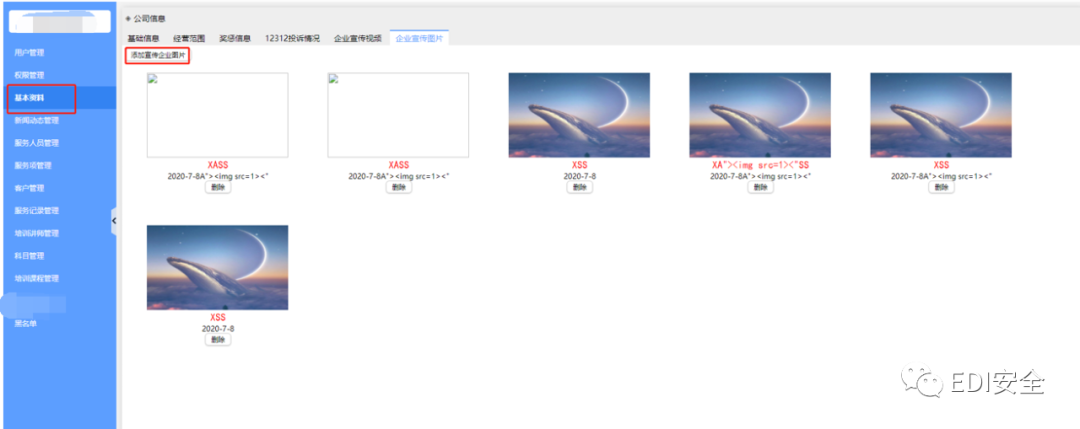 公司信息
基础信息 经营范围 奖惩信息 12312投诉情况 企业宣传视频 企业宣传图片
添加宣传企业图片
用户管理
权限管理
基本资料
新闻动态管理
服务人员管理
服务项管理
客户管理
服务记录管理
培训讲师管理
科目管理
培训课程管理
黑名单
XASS
2020-7-8A"><img src=1><"
删除
XASS
2020-7-8A"><img src=1><"
删除
XSS
2020-7-8
删除
XA"><img src=1><"SS
2020-7-8A"><img src=1><"
删除
XSS
2020-7-8A"><img src=1><"
删除
XSS
2020-7-8
删除
EDI安全